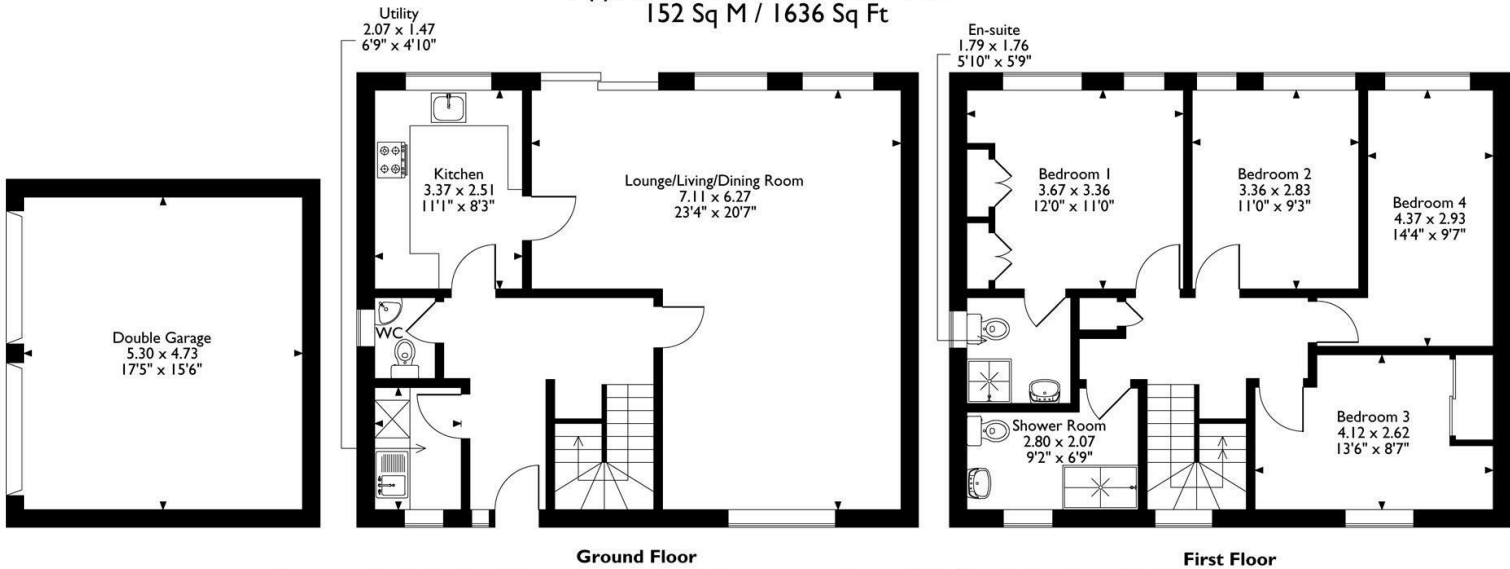 152 Sq M / 1636 Sq Ft
Utility
2.07 x 1.47
6'9" x 4'10"
En-suite
1.79 x 1.76
5'10" x 5'9"
Kitchen
3.37 x 2.51
11'1" x 8'3"
Lounge/Living/Dining Room
7.11 x 6.27
23'4" x 20'7"
Bedroom 1
3.67 x 3.36
12'0" x 11'0"
Bedroom 2
3.36 x 2.83
11'0" x 9'3"
Bedroom 4
4.37 x 2.93
14'4" x 9'7"
Double Garage
5.30 x 4.73
17'5" x 15'6"
WC
Shower Room
2.80 x 2.07
9'2" x 6'9"
Bedroom 3
4.12 x 2.62
13'6" x 8'7"
Ground Floor
First Floor